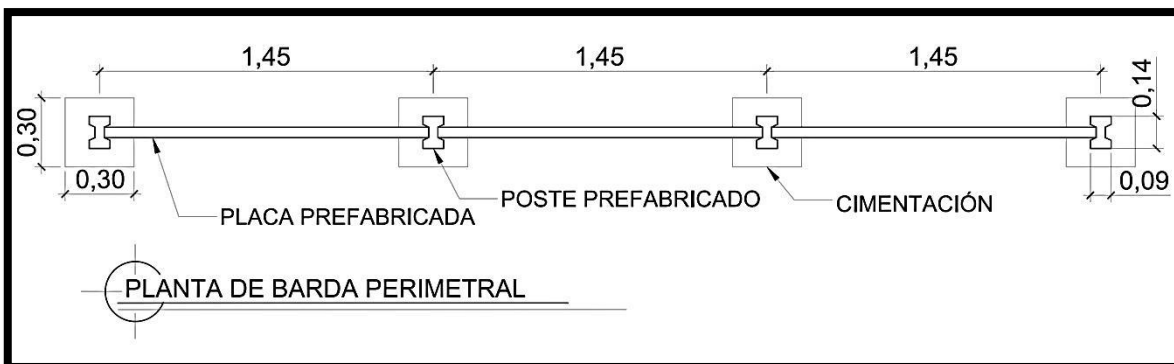 1,45
1,45
1,45
0,30
0,14
0,30
0,09
PLACA PREFABRICADA
POSTE PREFABRICADO
CIMENTACIÓN
PLANTA DE BARDA PERIMETRAL